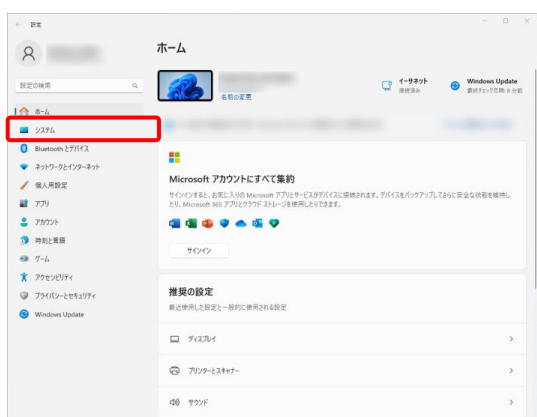 設定
ホーム
設定の検索
名前の変更
イーサネット
接続済み
Windows Update
最終チェック日時: 8 分前
ホーム
システム
Bluetooth とデバイス
ネットワークとインターネット
個人用設定
アプリ
アカウント
時刻と言語
ゲーム
アクセシビリティ
プライバシーとセキュリティ
Windows Update
Microsoft アカウントにすべて集約
サインインすると、お気に入りの Microsoft アプリとサービスがデバイスに接続されます。デバイスをバックアップしてさらに安全な状態を維持し
たり、Microsoft 365 アプリとクラウド ストレージを使用したりできます。
サインイン
推奨の設定
最近使用した設定と一般的に使用される設定
ディスプレイ
プリンターとスキャナー
サウンド